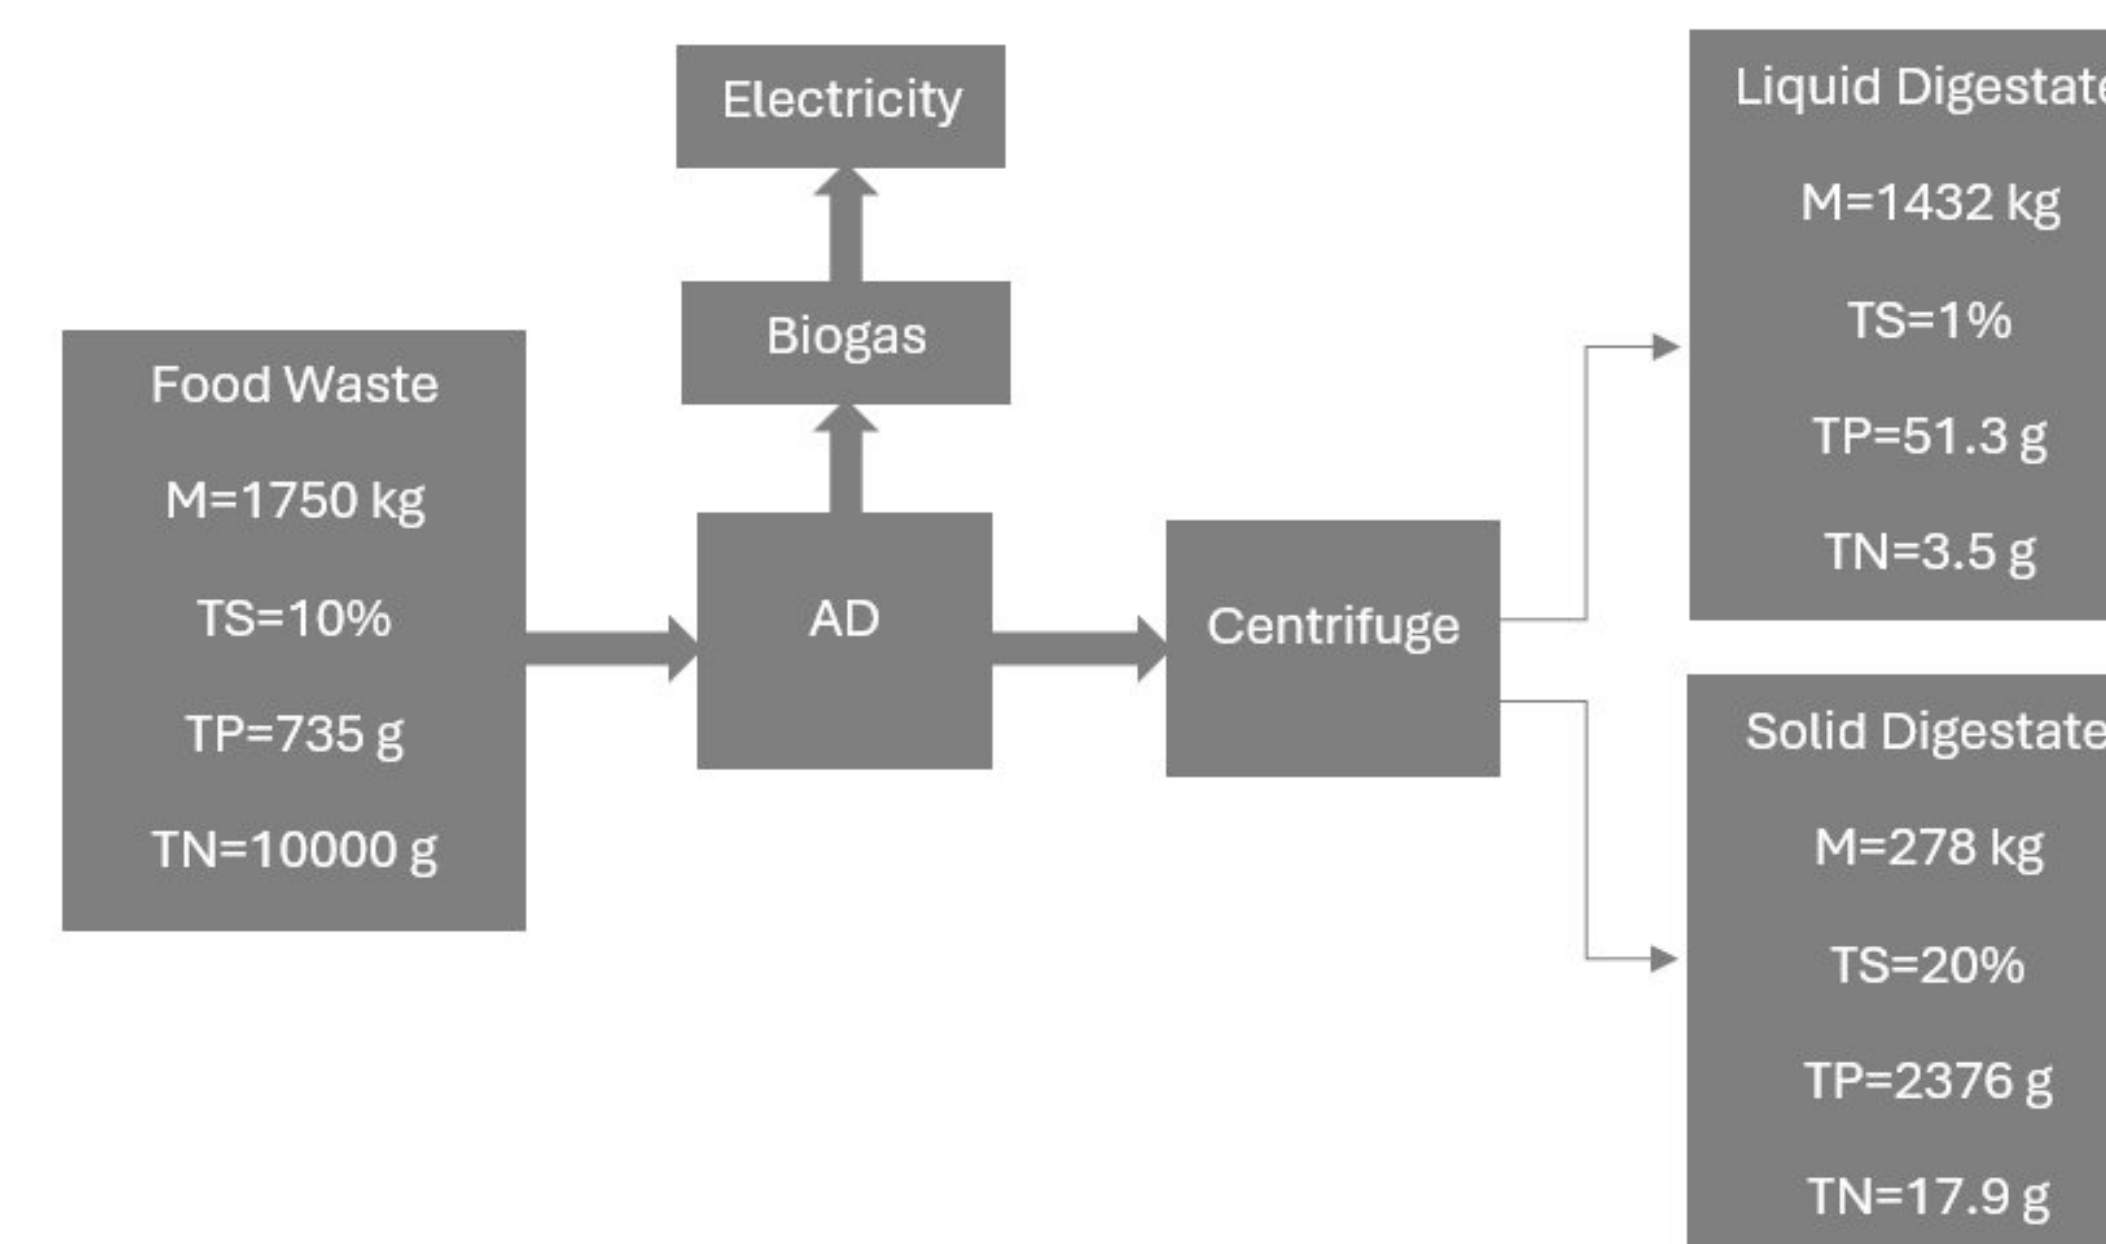 Electricity
Biogas
Food Waste
M=1750 kg
TS=10%
TP=735 g
TN=10000 g
AD
Centrifuge
Liquid Digestate
M=1432 kg
TS=1%
TP=51.3 g
TN=3.5 g
Solid Digestate
M=278 kg
TS=20%
TP=2376 g
TN=17.9 g